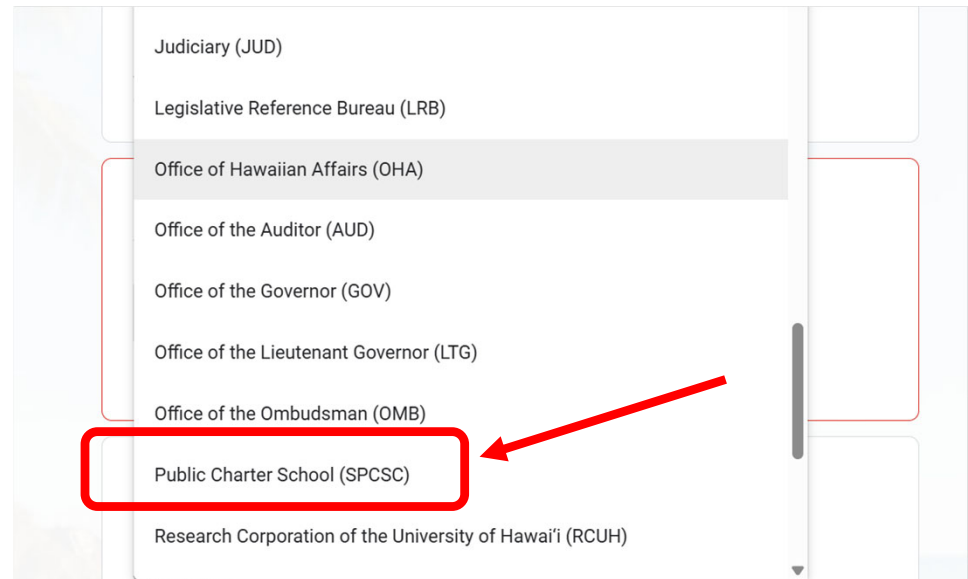 Judiciary (JUD)
Legislative Reference Bureau (LRB)
Office of Hawaiian Affairs (OHA)
Office of the Auditor (AUD)
Office of the Governor (GOV)
Office of the Lieutenant Governor (LTG)
Office of the Ombudsman (OMB)
Public Charter School (SPCSC)
Research Corporation of the University of Hawaiʻi (RCUH)